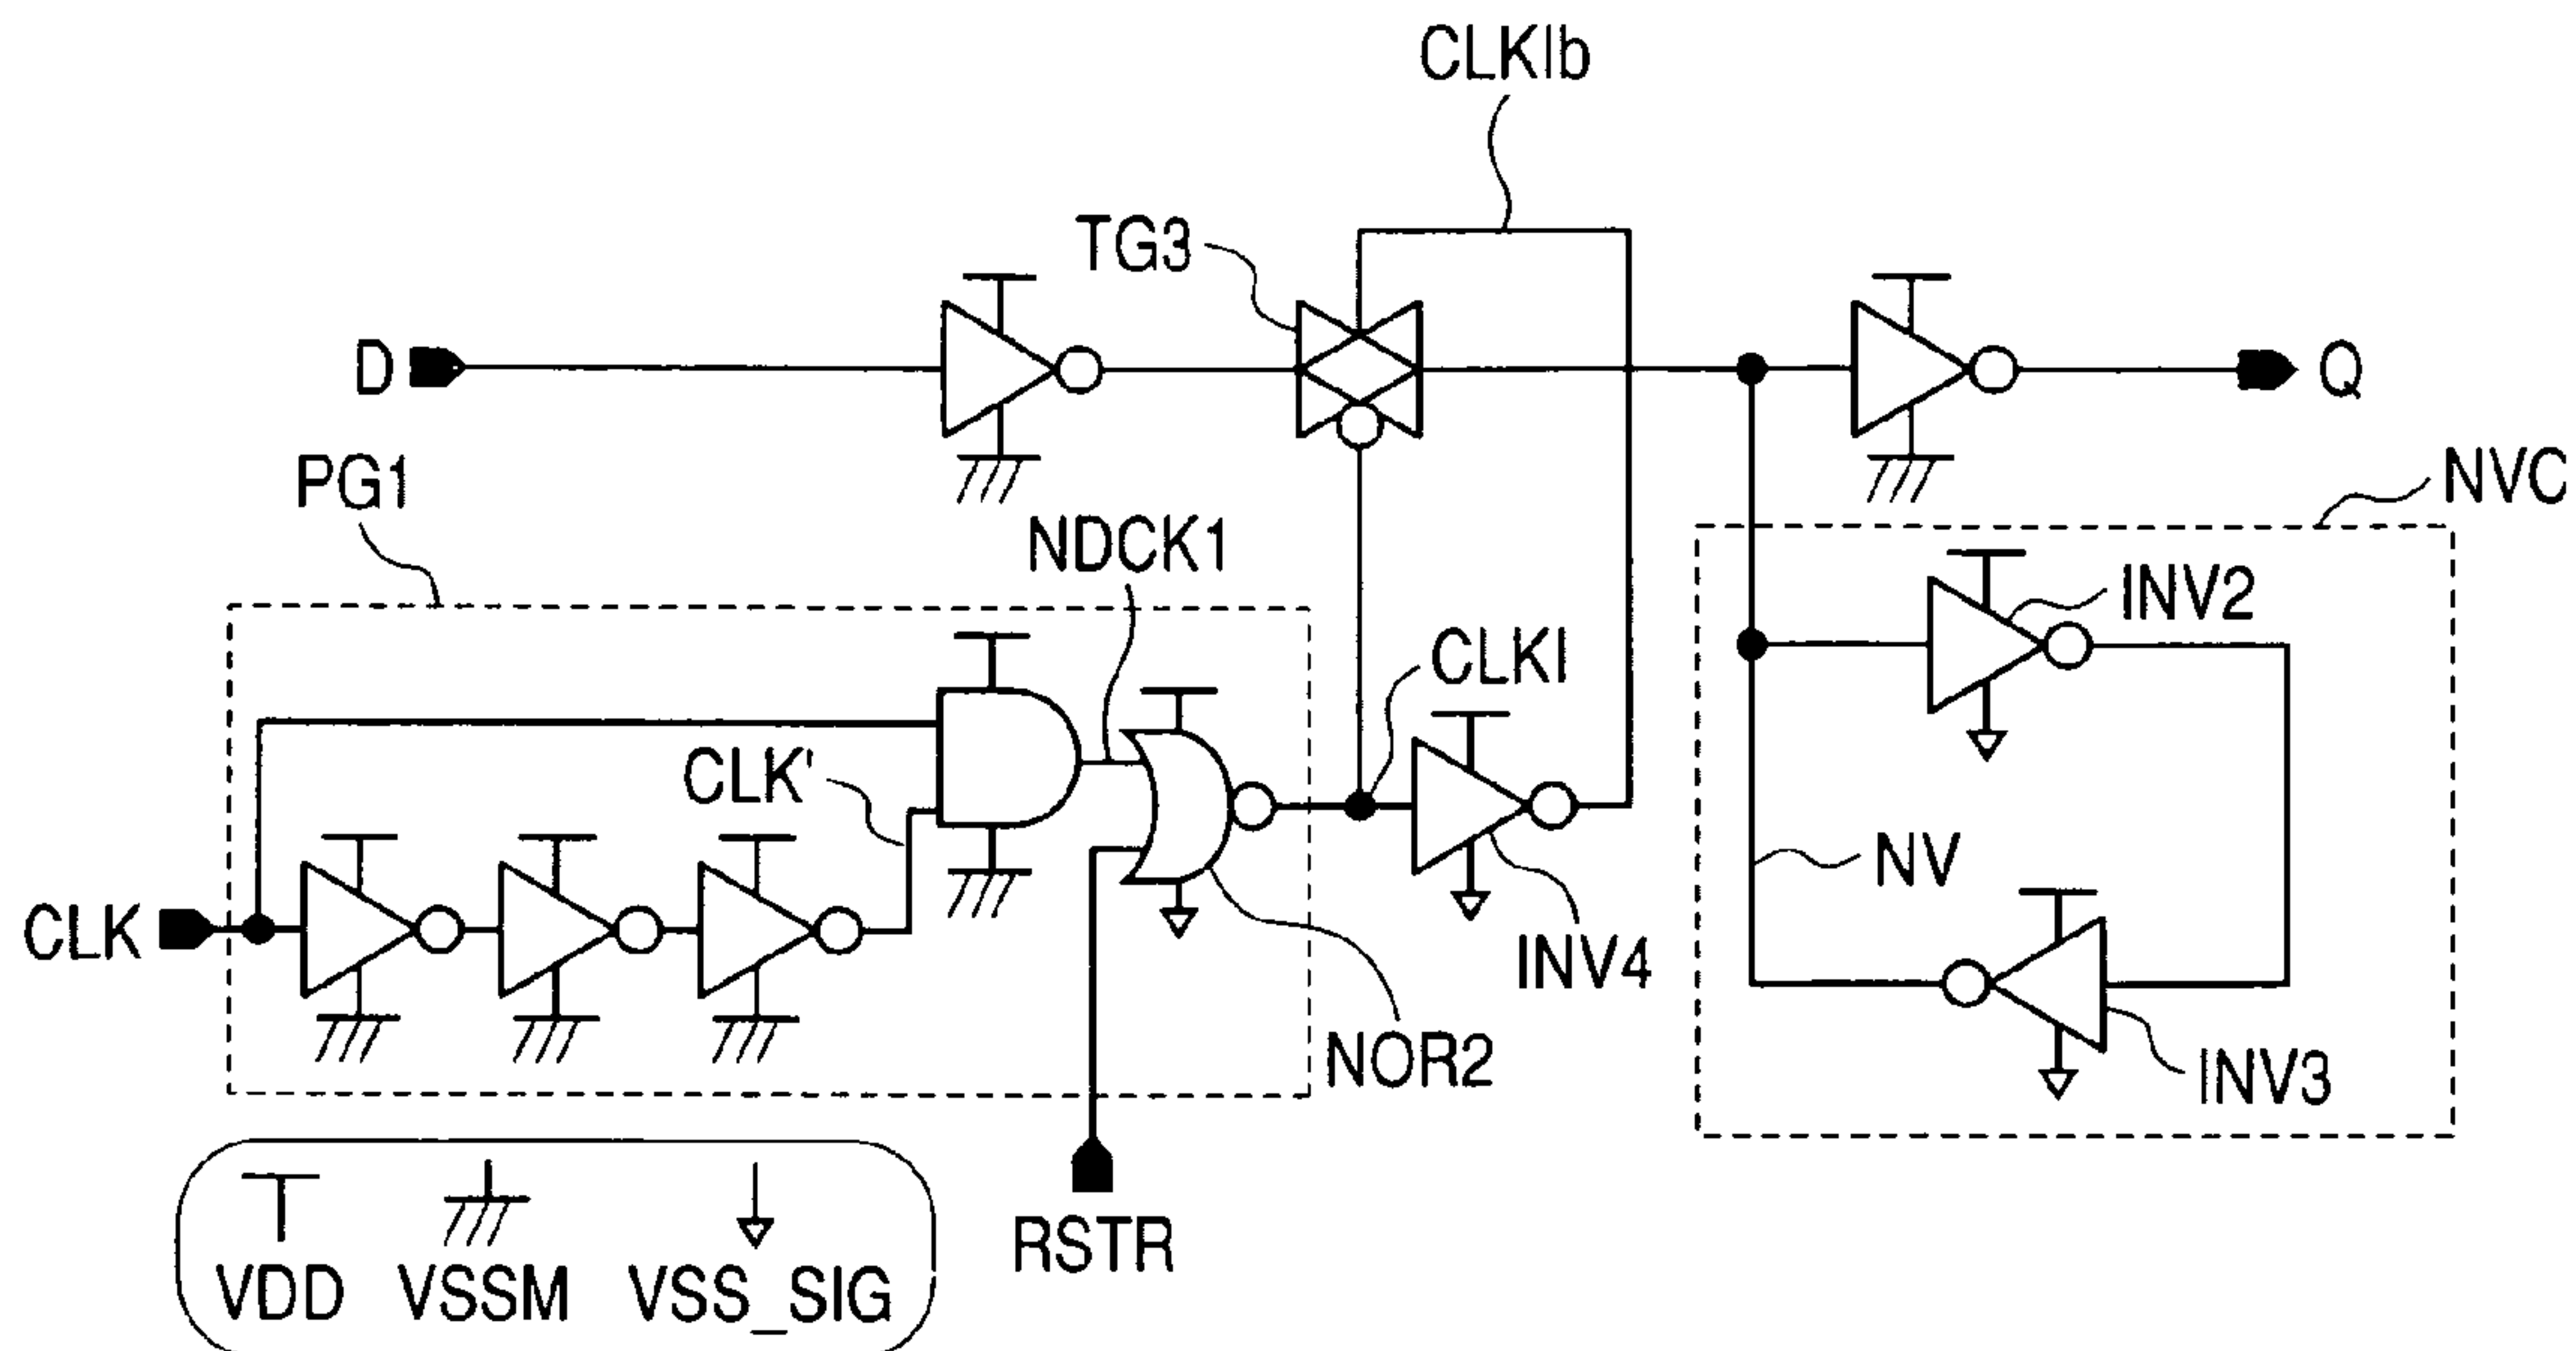 CLKIb
TG3
D
Q
PG1
NVC
NDCK1
INV2
CLKI
CLK'
NV
CLK
INV4
NOR2
INV3
RSTR
VDD
VSSM
VSS_SIG